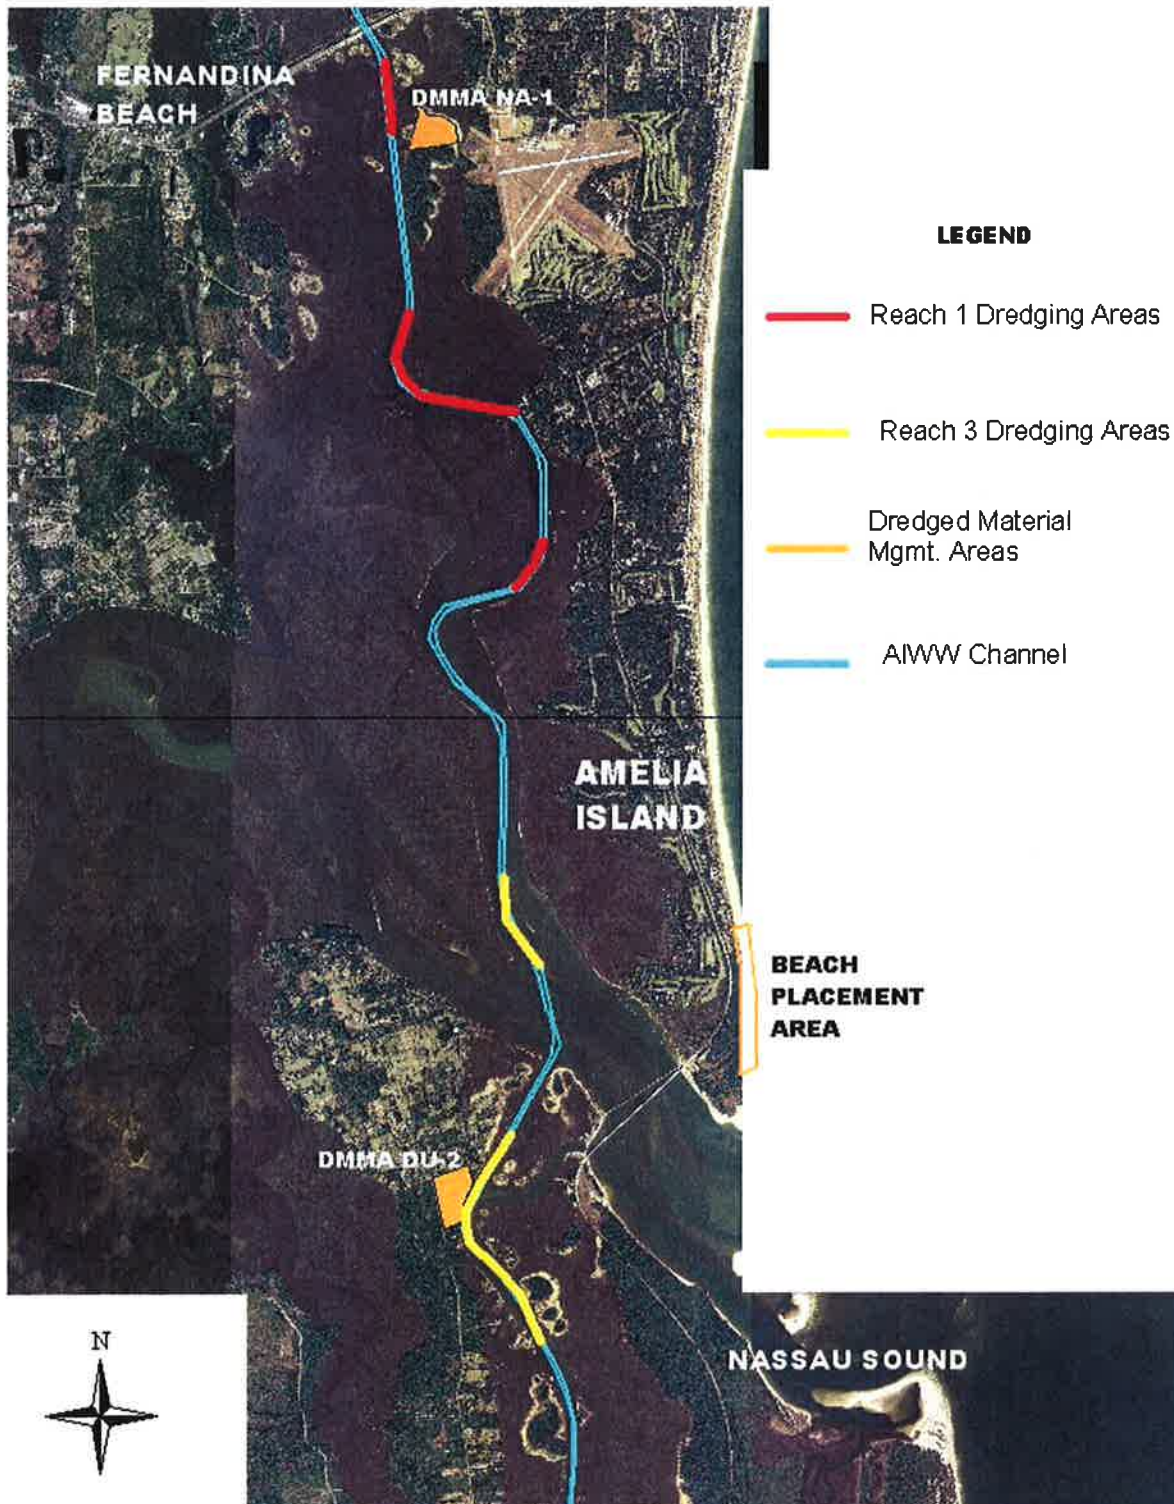 FERNANDINA
BEACH
DMMA NA-1
LEGEND
Reach 1 Dredging Areas
Reach 3 Dredging Areas
Dredged Material
Mgmt. Areas
AIWW Channel
AMELIA
ISLAND
BEACH
PLACEMENT
AREA
DMMA DU-2
N
NASSAU SOUND